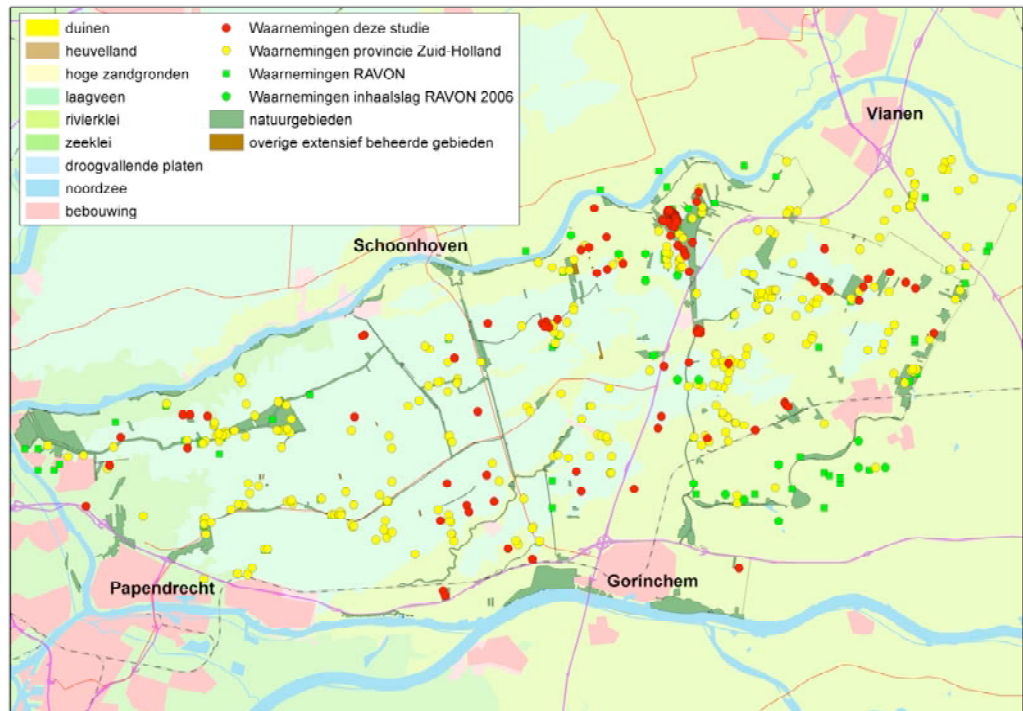 duinen
heuvelland
hoge zandgronden
laagveen
rivierklei
zeeklei
droogvallende platen
noordzee
bebouwing
Waarnemingen deze studie
Waarnemingen provincie Zuid-Holland
Waarnemingen RAVON
Waarnemingen inhaalslag RAVON 2006
natuurgebieden
overige extensief beheerde gebieden
Vianen
Schoonhoven
Papendrecht
Gorinchem